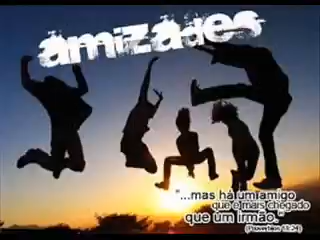 amizades
"...mas há um amigo
que é mais chegado
que um irmão."
(Provérbios 18:24)